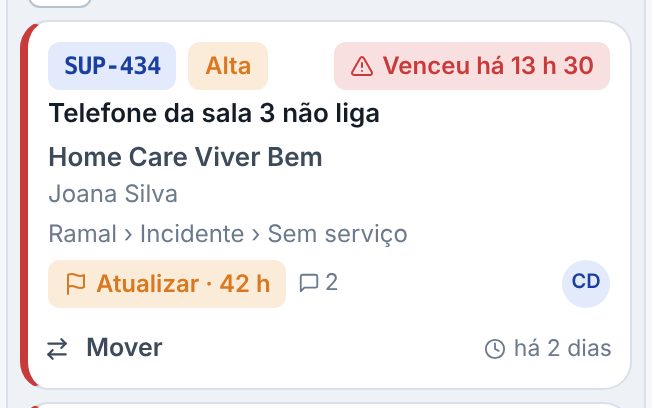 SUP-434 Alta Venceu há 13 h 30
Telefone da sala 3 não liga
Home Care Viver Bem
Joana Silva
Ramal › Incidente › Sem serviço
Atualizar · 42 h 2 CD
Mover há 2 dias